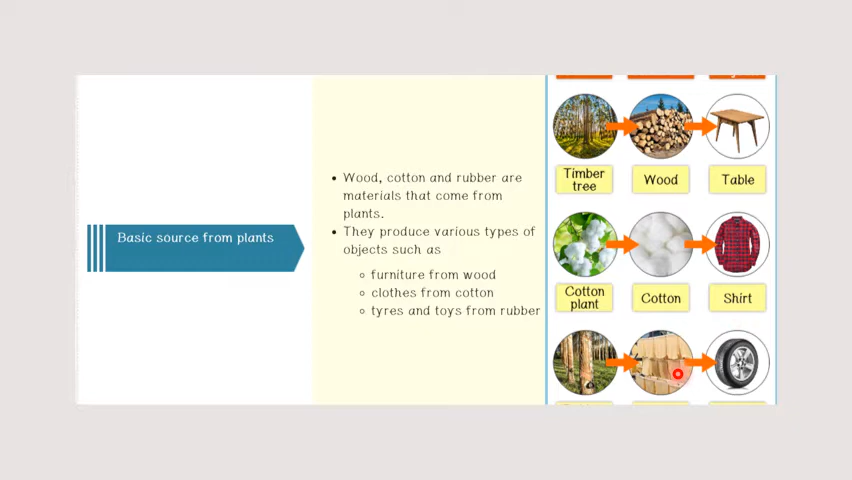 Basic source from plants
• Wood, cotton and rubber are
materials that come from
plants.
• They produce various types of
objects such as
○ furniture from wood
○ clothes from cotton
○ tyres and toys from rubber
Timber
tree
Wood
Table
Cotton
plant
Cotton
Shirt